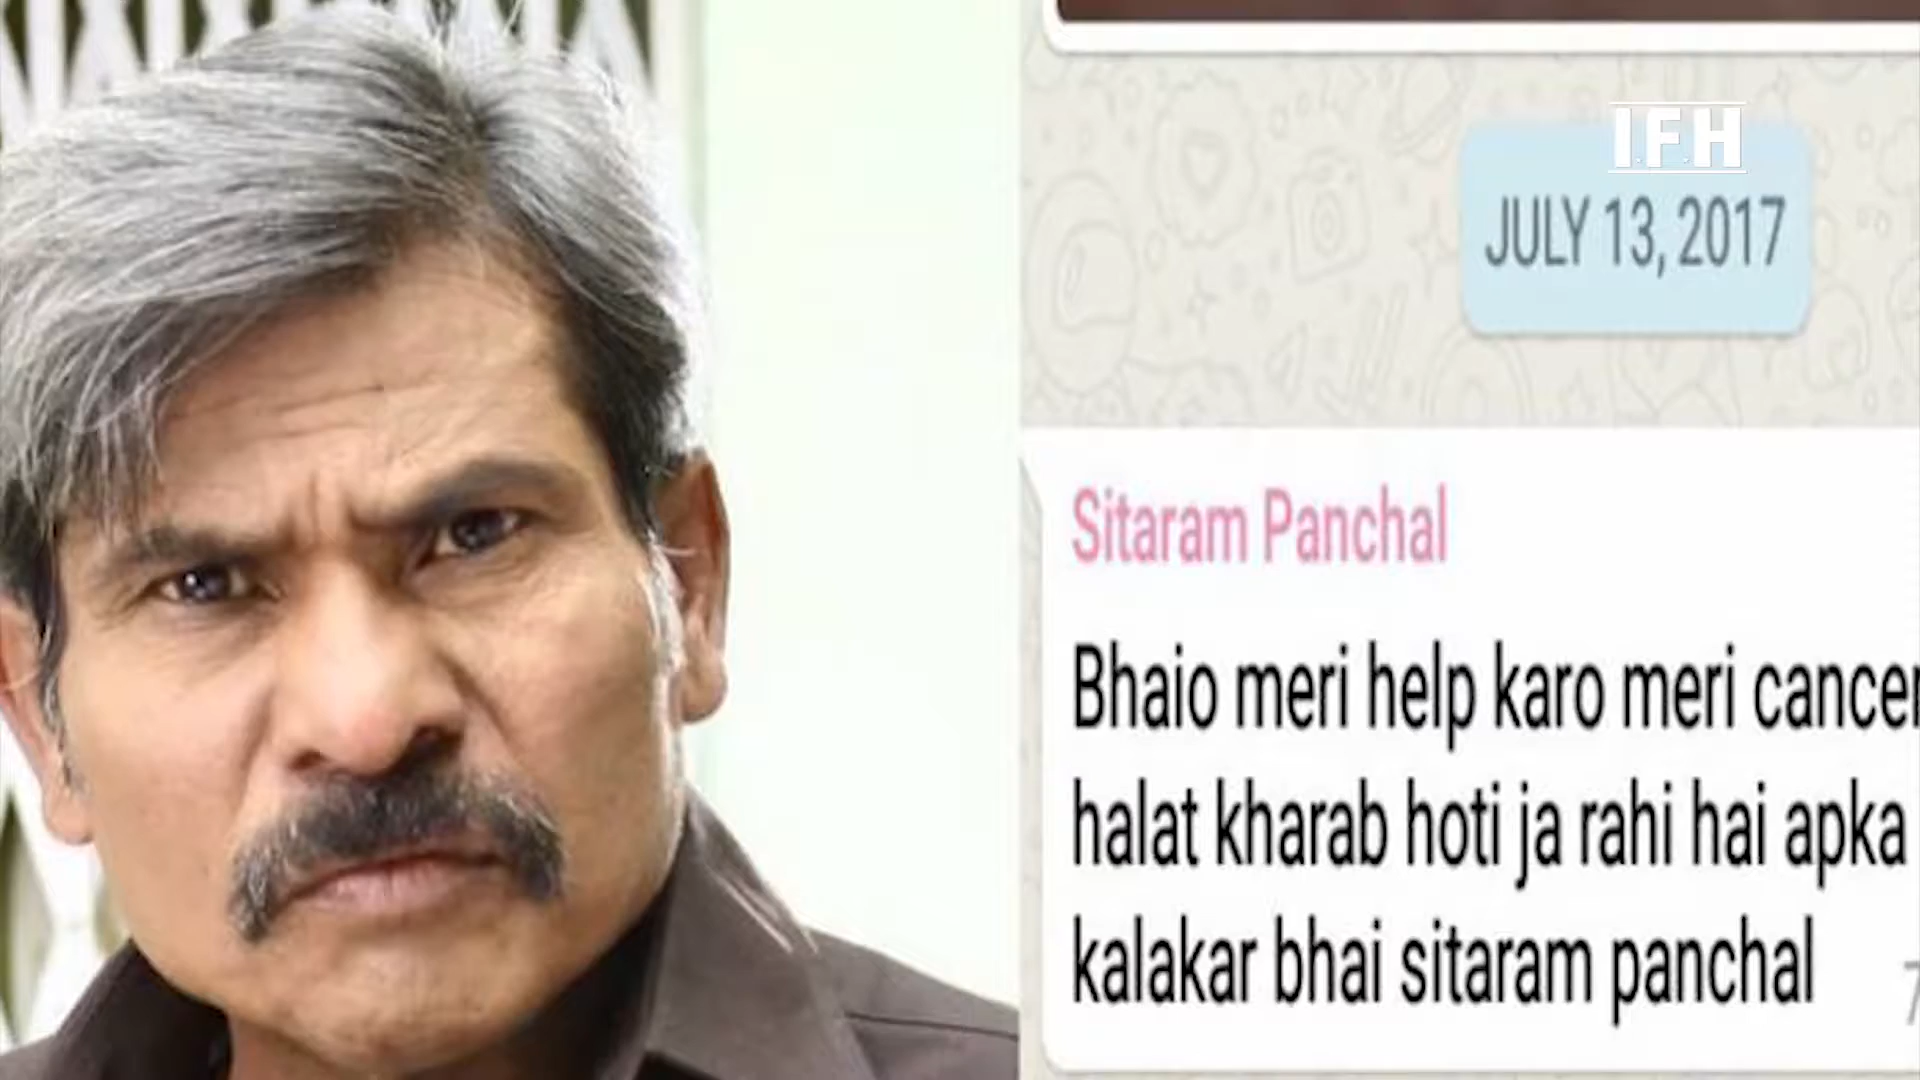 I.F.H
JULY 13, 2017
Sitaram Panchal
Bhaio meri help karo meri cancer
halat kharab hoti ja rahi hai apka
kalakar bhai sitaram panchal